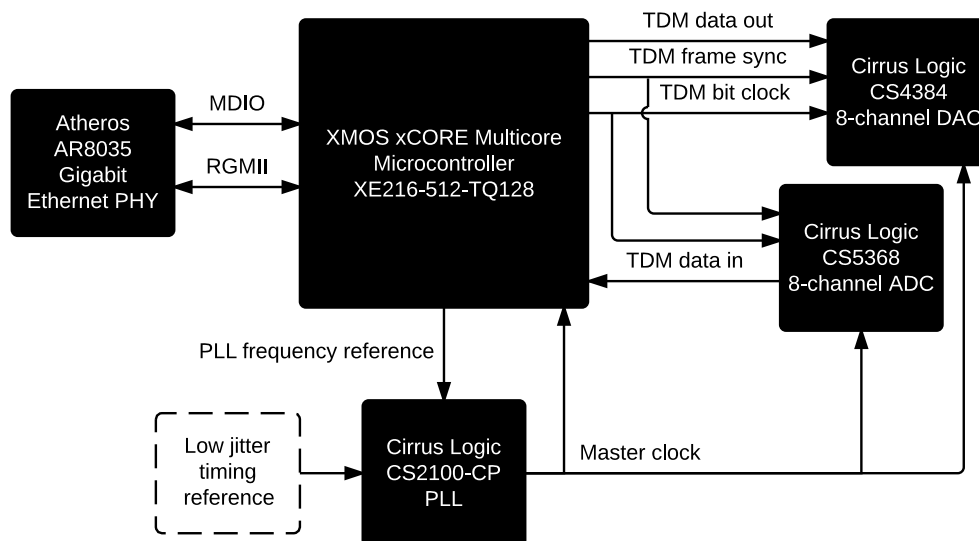 TDM data out
TDM frame sync
TDM bit clock
Cirrus Logic
CS4384
8-channel DAC
MDIO
RGMII
Atheros
AR8035
Gigabit
Ethernet PHY
XMOS xCORE Multicore
Microcontroller
XE216-512-TQ128
Cirrus Logic
CS5368
8-channel ADC
TDM data in
PLL frequency reference
Low jitter
timing
reference
Cirrus Logic
CS2100-CP
PLL
Master clock